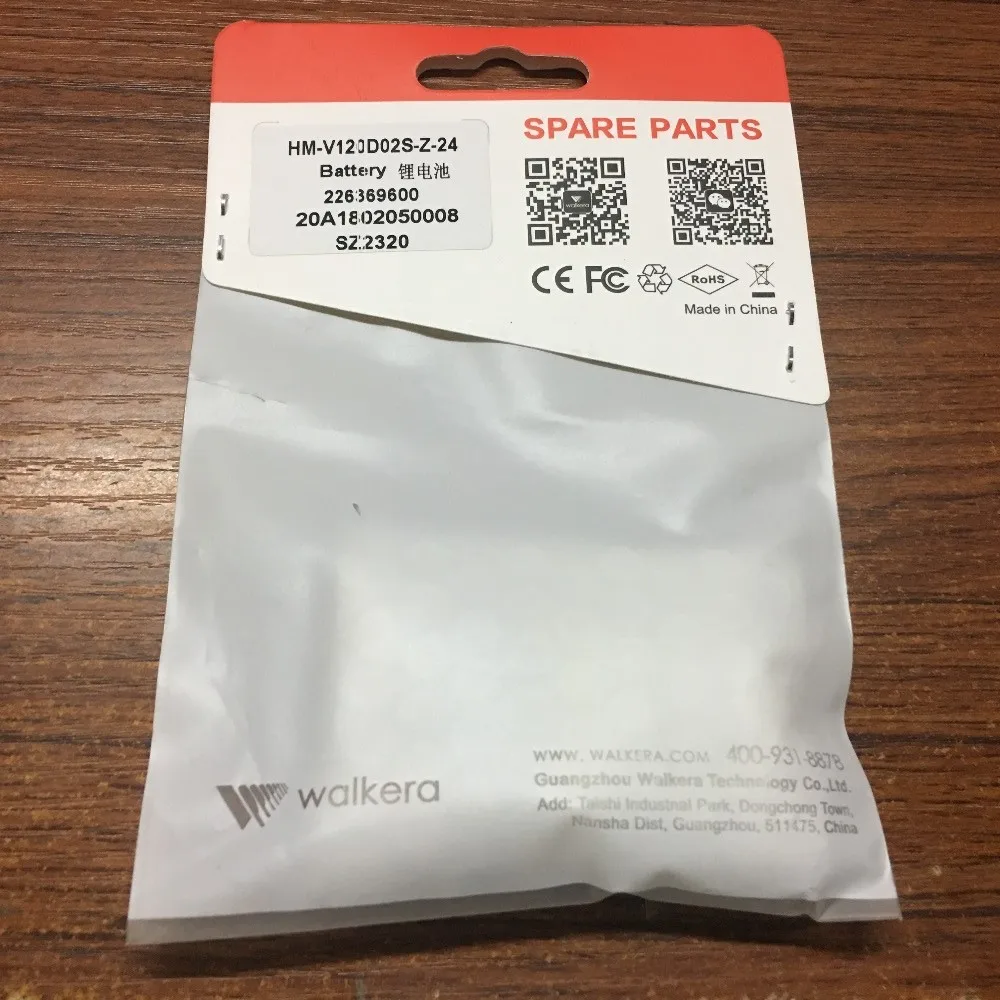 SPARE PARTS
HM-V120D02S-Z-24
Battery 锂电池
226369600
20A1802050008
SZ2320
walkera
CE FC
RoHS
Made in China
walkera
WWW.WALKERA.COM 400-931-8878
Guangzhou Walkera Technology Co.,Ltd.
Add: Taishi Industrial Park, Dongchong Town,
Nansha Dist, Guangzhou, 511475, China